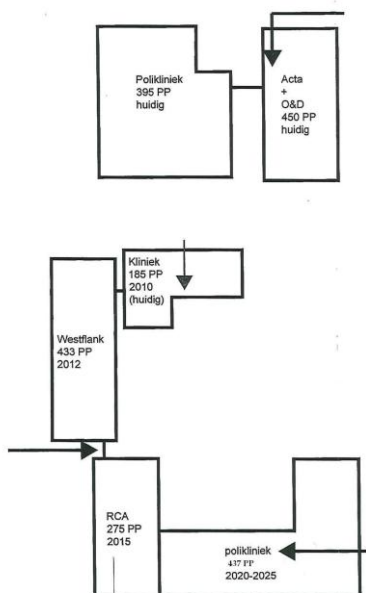 Polikliniek
395 PP
huidig
Acta
+
O&D
450 PP
huidig
Kliniek
185 PP
2010
(huidig)
Westflank
433 PP
2012
RCA
275 PP
2015
polikliniek
437 PP
2020-2025